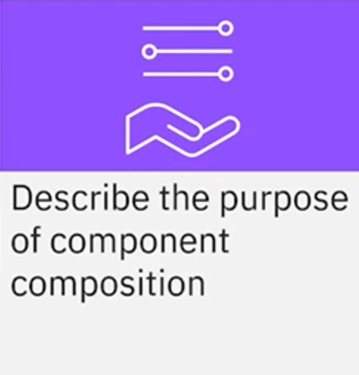 Describe the purpose
of component
composition